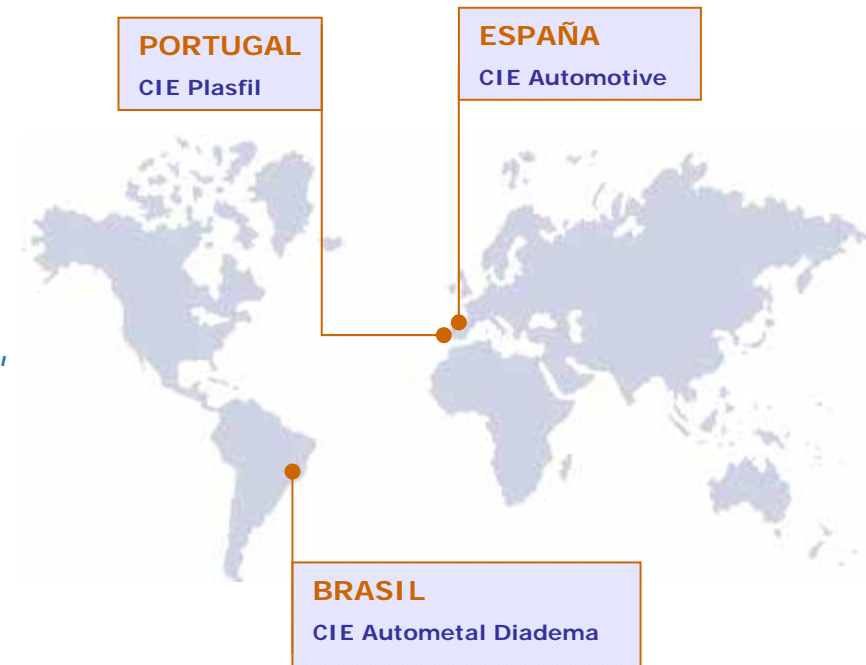 PORTUGAL
CIE Plasfil
ESPAÑA
CIE Automotive
"
BRASIL
CIE Autometal Diadema